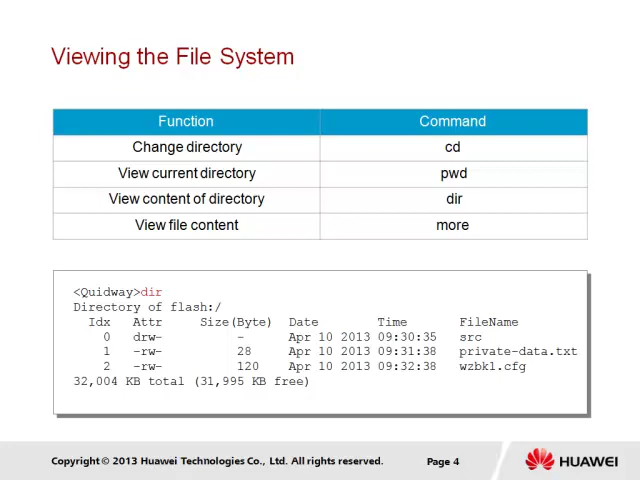 Viewing the File System
Function Command
Change directory cd
View current directory pwd
View content of directory dir
View file content more
<Quidway>dir
Directory of flash:/
Idx Attr Size(Byte) Date Time FileName
0 drw- - Apr 10 2013 09:30:35 src
1 -rw- 28 Apr 10 2013 09:31:38 private-data.txt
2 -rw- 120 Apr 10 2013 09:32:38 wzbk1.cfg
32,004 KB total (31,995 KB free)
Copyright © 2013 Huawei Technologies Co., Ltd. All rights reserved. Page 4 HUAWEI